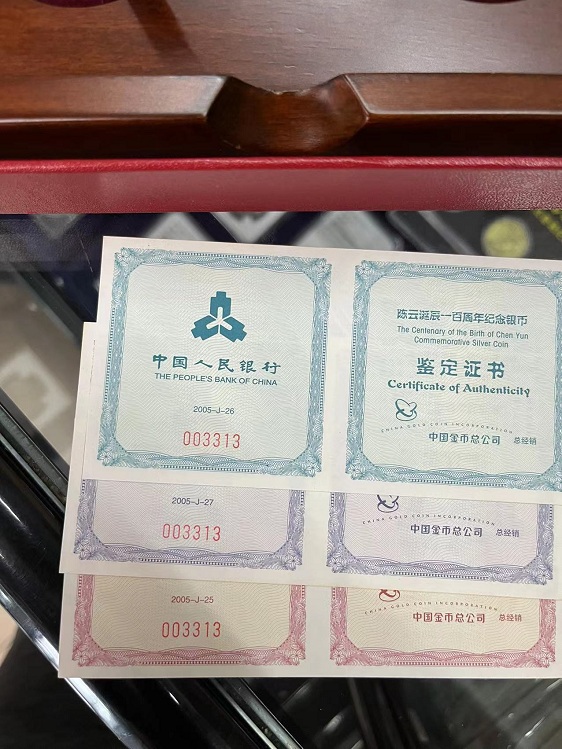 中国人民银行
THE PEOPLE'S BANK OF CHINA
2005-J-26
003313
陈云诞辰一百周年纪念银币
The Centenary of the Birth of Chen Yun
Commemorative Silver Coin
鉴定证书
Certificate of Authenticity
CHINA GOLD COIN INCORPORATION
中国金币总公司 总经销
2005-J-27
003313
CHINA GOLD COIN INCORPORATION
中国金币总公司 总经销
2005-J-25
003313
CHINA GOLD COIN INCORPORATION
中国金币总公司 总经销